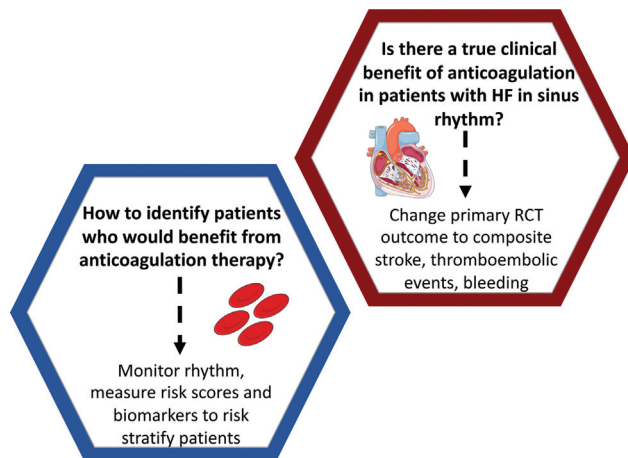 Is there a true clinical
benefit of anticoagulation
in patients with HF in sinus
rhythm?
Change primary RCT
outcome to composite
stroke, thromboembolic
events, bleeding
How to identify patients
who would benefit from
anticoagulation therapy?
Monitor rhythm,
measure risk scores and
biomarkers to risk
stratify patients